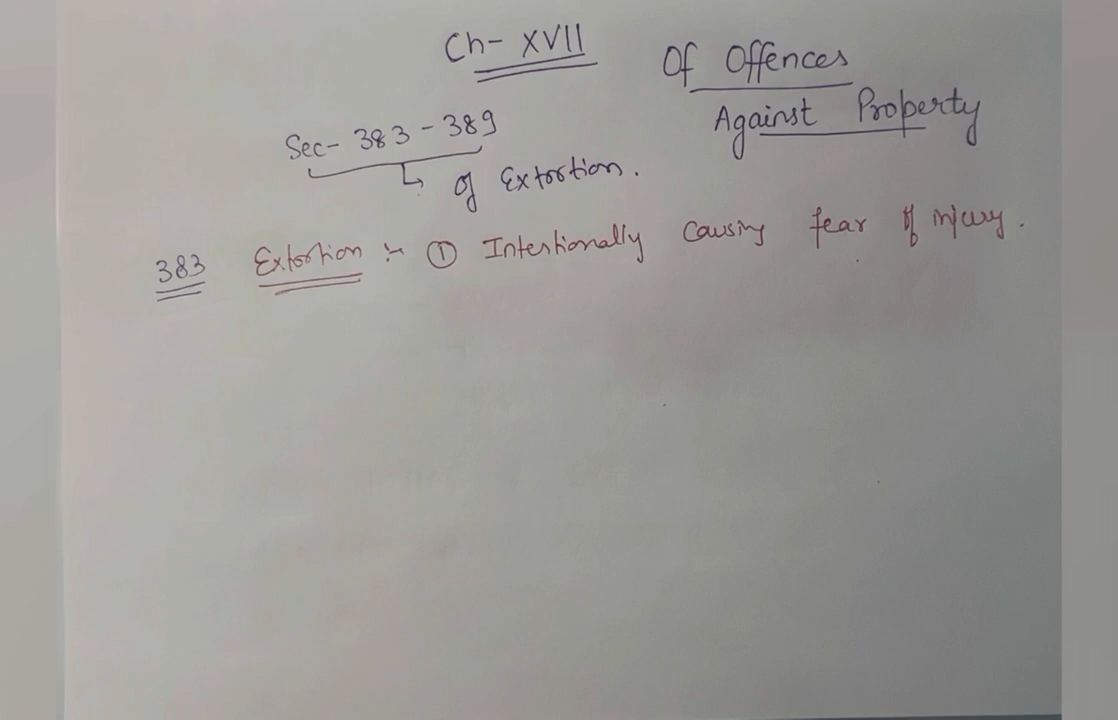 Ch- XVII
Of Offences
Against Property
Sec- 383 - 389
↳ of Extortion.
383 Extortion :- ① Intentionally causing fear of injury.